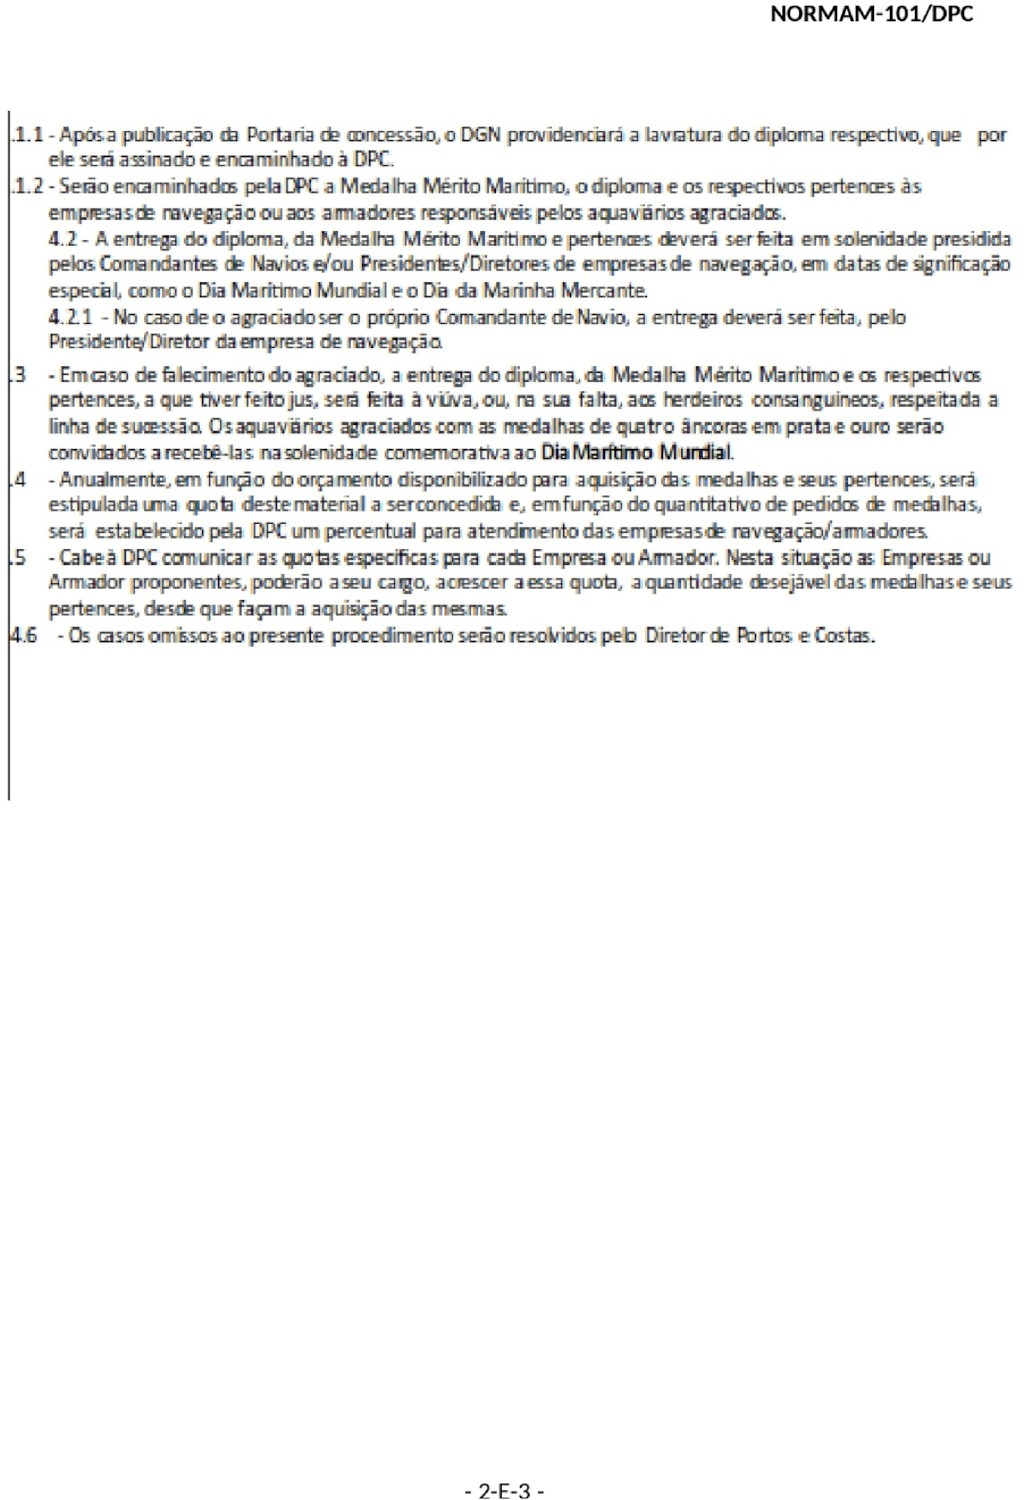 NORMAM-101/DPC
.1.1 - Após a publicação da Portaria de concessão, o DGN providenciará a lavratura do diploma respectivo, que por
ele será assinado e encaminhado à DPC.
.1.2 - Serão encaminhados pela DPC a Medalha Mérito Marítimo, o diploma e os respectivos pertences às
empresas de navegação ou aos armadores responsáveis pelos aquaviários agraciados.
4.2 - A entrega do diploma, da Medalha Mérito Marítimo e pertences deverá ser feita em solenidade presidida
pelos Comandantes de Navios e/ou Presidentes/Diretores de empresas de navegação, em datas de significação
especial, como o Dia Marítimo Mundial e o Dia da Marinha Mercante.
4.2.1 - No caso de o agraciado ser o próprio Comandante de Navio, a entrega deverá ser feita, pelo
Presidente/Diretor da empresa de navegação.
.3 - Em caso de falecimento do agraciado, a entrega do diploma, da Medalha Mérito Marítimo e os respectivos
pertences, a que tiver feito jus, será feita à viúva, ou, na sua falta, aos herdeiros consanguíneos, respeitada a
linha de sucessão. Os aquaviários agraciados com as medalhas de quatro âncoras em prata e ouro serão
convidados a recebê-las na solenidade comemorativa ao Dia Marítimo Mundial.
.4 - Anualmente, em função do orçamento disponibilizado para aquisição das medalhas e seus pertences, será
estipulada uma quota deste material a ser concedida e, em função do quantitativo de pedidos de medalhas,
será estabelecido pela DPC um percentual para atendimento das empresas de navegação/armadores.
.5 - Cabe à DPC comunicar as quotas específicas para cada Empresa ou Armador. Nesta situação as Empresas ou
Armador proponentes, poderão a seu cargo, acrescer a essa quota, a quantidade desejável das medalhas e seus
pertences, desde que façam a aquisição das mesmas.
4.6 - Os casos omissos ao presente procedimento serão resolvidos pelo Diretor de Portos e Costas.
- 2-E-3 -